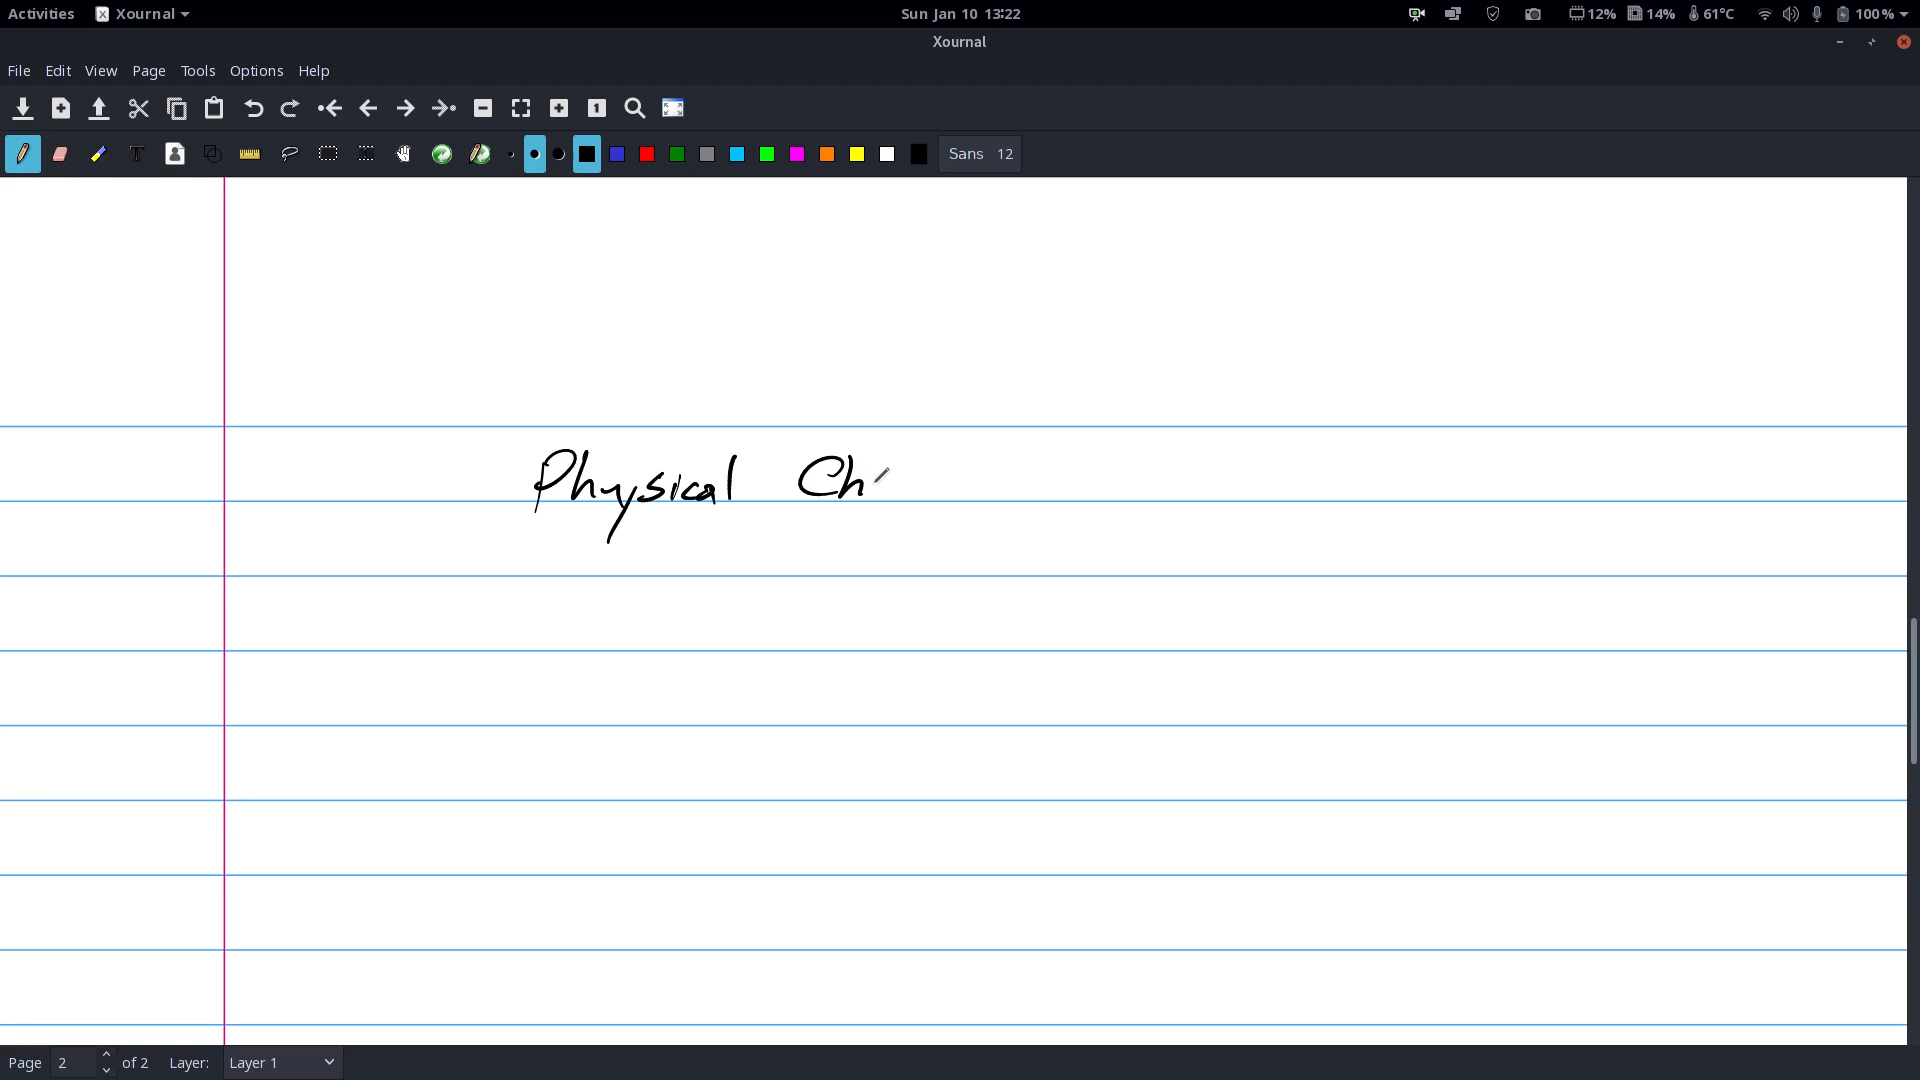 Activities Xournal Sun Jan 10 13:22 12% 14% 61°C 100%
Xournal
File Edit View Page Tools Options Help
1
T Sans 12
Physical Ch
Page 2 of 2 Layer: Layer 1